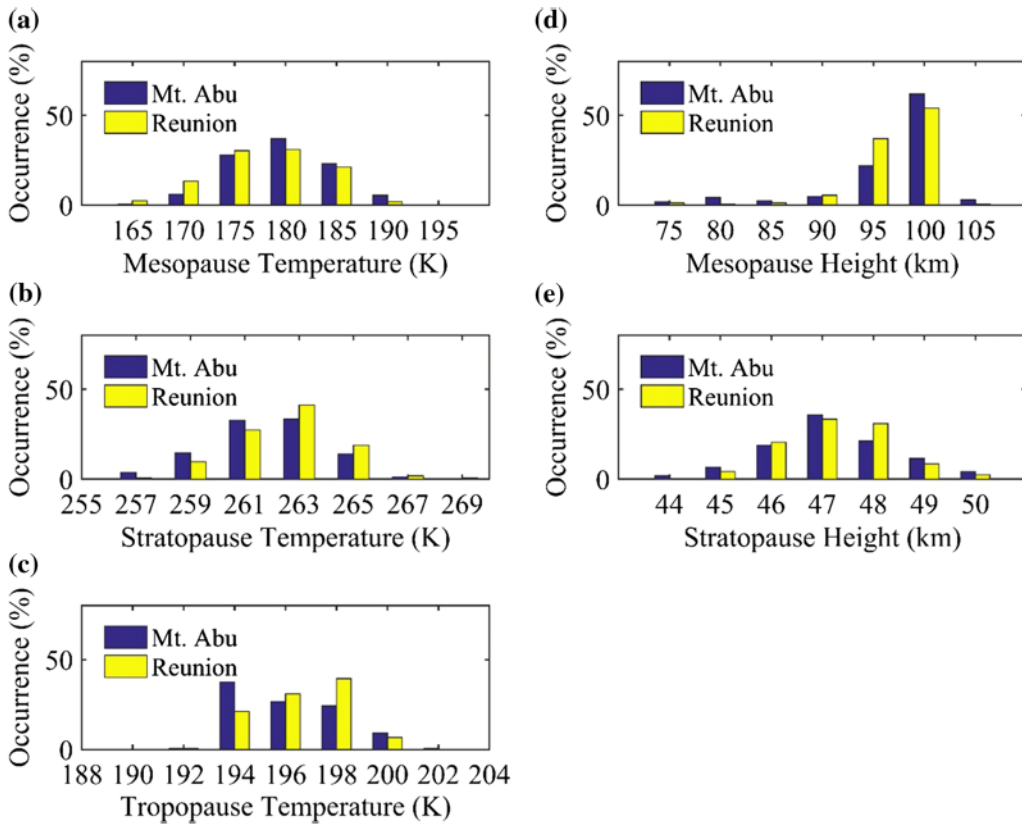 (a)
Occurrence (%)
50
0
Mt. Abu
Reunion
165 170 175 180 185 190 195
Mesopause Temperature (K)
(b)
Occurrence (%)
50
0
Mt. Abu
Reunion
255 257 259 261 263 265 267 269
Stratopause Temperature (K)
(c)
Occurrence (%)
50
0
Mt. Abu
Reunion
188 190 192 194 196 198 200 202 204
Tropopause Temperature (K)
(d)
Occurrence (%)
50
0
Mt. Abu
Reunion
75 80 85 90 95 100 105
Mesopause Height (km)
(e)
Occurrence (%)
50
0
Mt. Abu
Reunion
44 45 46 47 48 49 50
Stratopause Height (km)